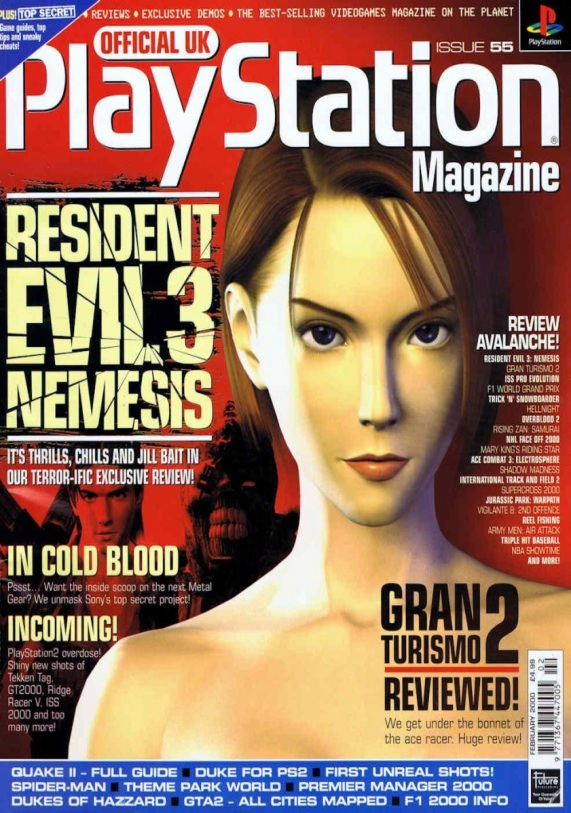 PLUS! TOP SECRET
Game guides, top
tips and sneaky
cheats!
• REVIEWS • EXCLUSIVE DEMOS • THE BEST-SELLING VIDEOGAMES MAGAZINE ON THE PLANET
PlayStation
OFFICIAL UK
ISSUE 55
PlayStation
®
Magazine
RESIDENT
EVIL 3
NEMESIS
IT'S THRILLS, CHILLS AND JILL BAIT IN
OUR TERROR-IFIC EXCLUSIVE REVIEW!
IN COLD BLOOD
Pssst... Want the inside scoop on the next Metal
Gear? We unmask Sony's top secret project!
INCOMING!
PlayStation2 overdose!
Shiny new shots of
Tekken Tag,
GT2000, Ridge
Racer V, ISS
2000 and too
many more!
REVIEW
AVALANCHE!
RESIDENT EVIL 3: NEMESIS
GRAN TURISMO 2
ISS PRO EVOLUTION
F1 WORLD GRAND PRIX
TRICK 'N' SNOWBOARDER
HELLNIGHT
OVERBLOOD 2
RISING ZAN: SAMURAI
NHL FACE OFF 2000
MARY KING'S RIDING STAR
ACE COMBAT 3: ELECTROSPHERE
SHADOW MADNESS
INTERNATIONAL TRACK AND FIELD 2
SUPERCROSS 2000
JURASSIC PARK: WARPATH
VIGILANTE 8: 2ND OFFENCE
REEL FISHING
ARMY MEN: AIR ATTACK
TRIPLE HIT BASEBALL
NBA SHOWTIME
AND MORE!
GRAN
TURISMO 2
REVIEWED!
We get under the bonnet of
the ace racer. Huge review!
FEBRUARY 2000 £4.99
02
9 771367 447005
QUAKE II - FULL GUIDE ■ DUKE FOR PS2 ■ FIRST UNREAL SHOTS!
SPIDER-MAN ■ THEME PARK WORLD ■ PREMIER MANAGER 2000
DUKES OF HAZZARD ■ GTA2 - ALL CITIES MAPPED ■ F1 2000 INFO
Future